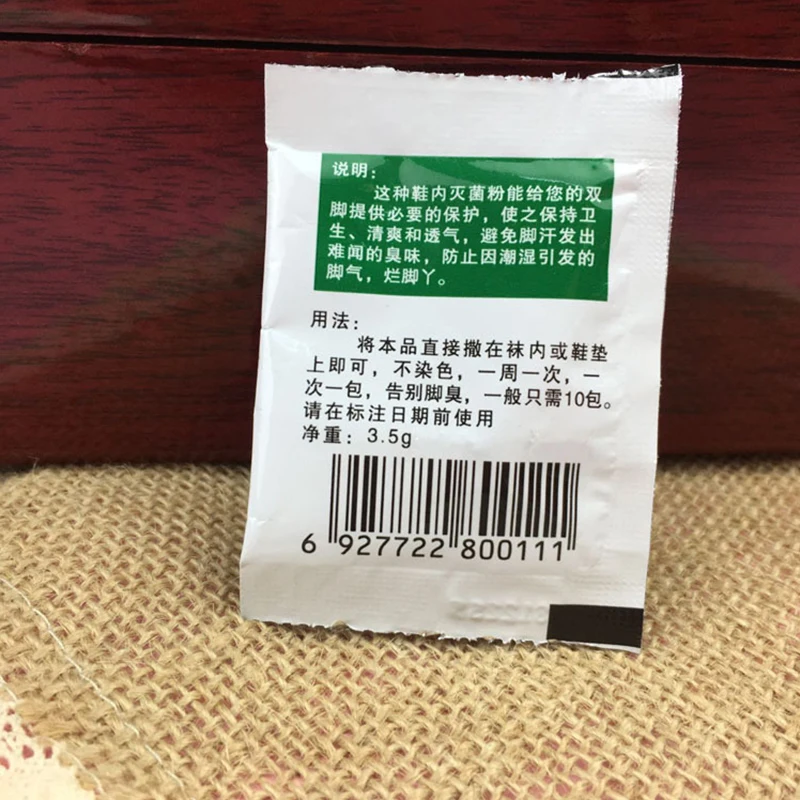 说明：
这种鞋内灭菌粉能给您的双
脚提供必要的保护，使之保持卫
生、清爽和透气，避免脚汗发出
难闻的臭味，防止因潮湿引发的
脚气，烂脚丫。
用法：
将本品直接撒在袜内或鞋垫
上即可，不染色，一周一次，一
次一包，告别脚臭，一般只需10包。
请在标注日期前使用
净重：3.5g
6 927722 800111